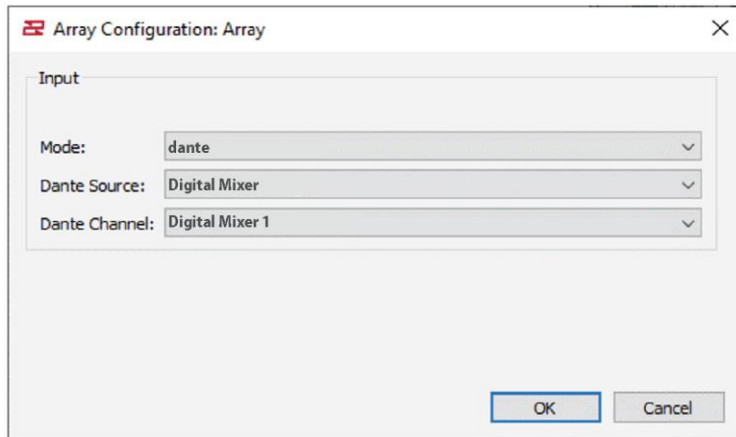 Array Configuration: Array
Input
Mode: dante
Dante Source: Digital Mixer
Dante Channel: Digital Mixer 1
OK Cancel